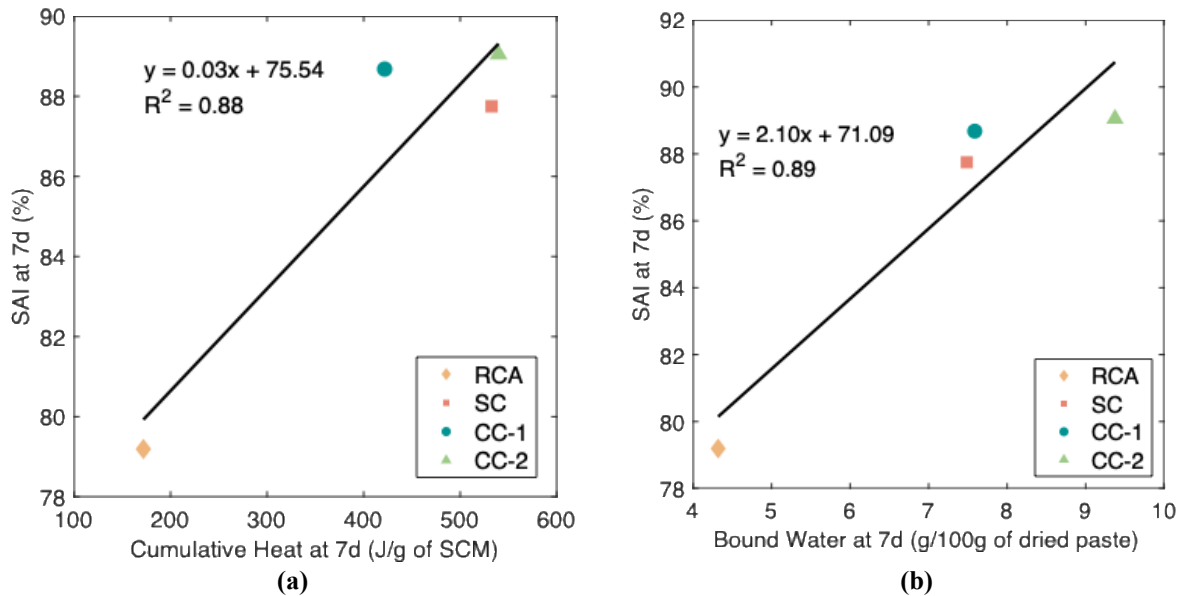 90
88
86
84
82
80
78
100
200
300
400
500
600
SAI at 7d (%)
Cumulative Heat at 7d (J/g of SCM)
y = 0.03x + 75.54
R² = 0.88
RCA
SC
CC-1
CC-2
(a)
92
90
88
86
84
82
80
78
4
5
6
7
8
9
10
SAI at 7d (%)
Bound Water at 7d (g/100g of dried paste)
y = 2.10x + 71.09
R² = 0.89
RCA
SC
CC-1
CC-2
(b)